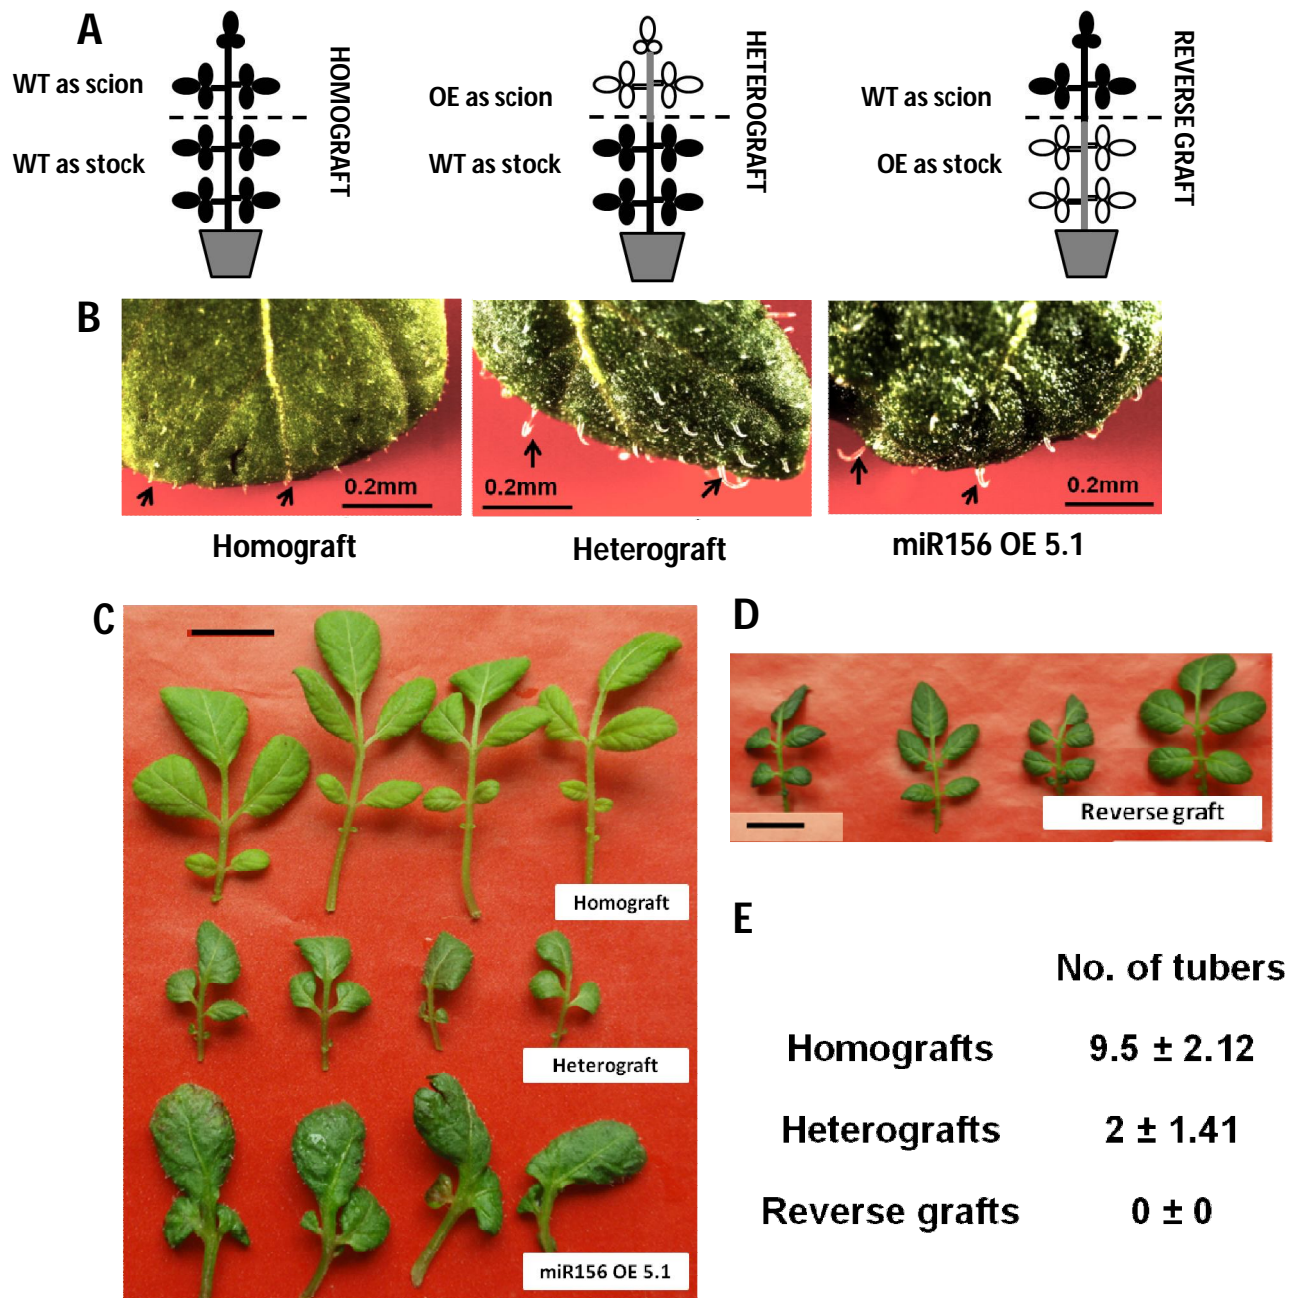 A
WT as scion
WT as stock
HOMOGRAFT
OE as scion
WT as stock
HETEROGRAFT
WT as scion
OE as stock
REVERSE GRAFT
B
0.2mm
0.2mm
0.2mm
Homograft
Heterograft
miR156 OE 5.1
C
Homograft
Heterograft
miR156 OE 5.1
D
Reverse graft
E
No. of tubers
Homografts 9.5 ± 2.12
Heterografts 2 ± 1.41
Reverse grafts 0 ± 0